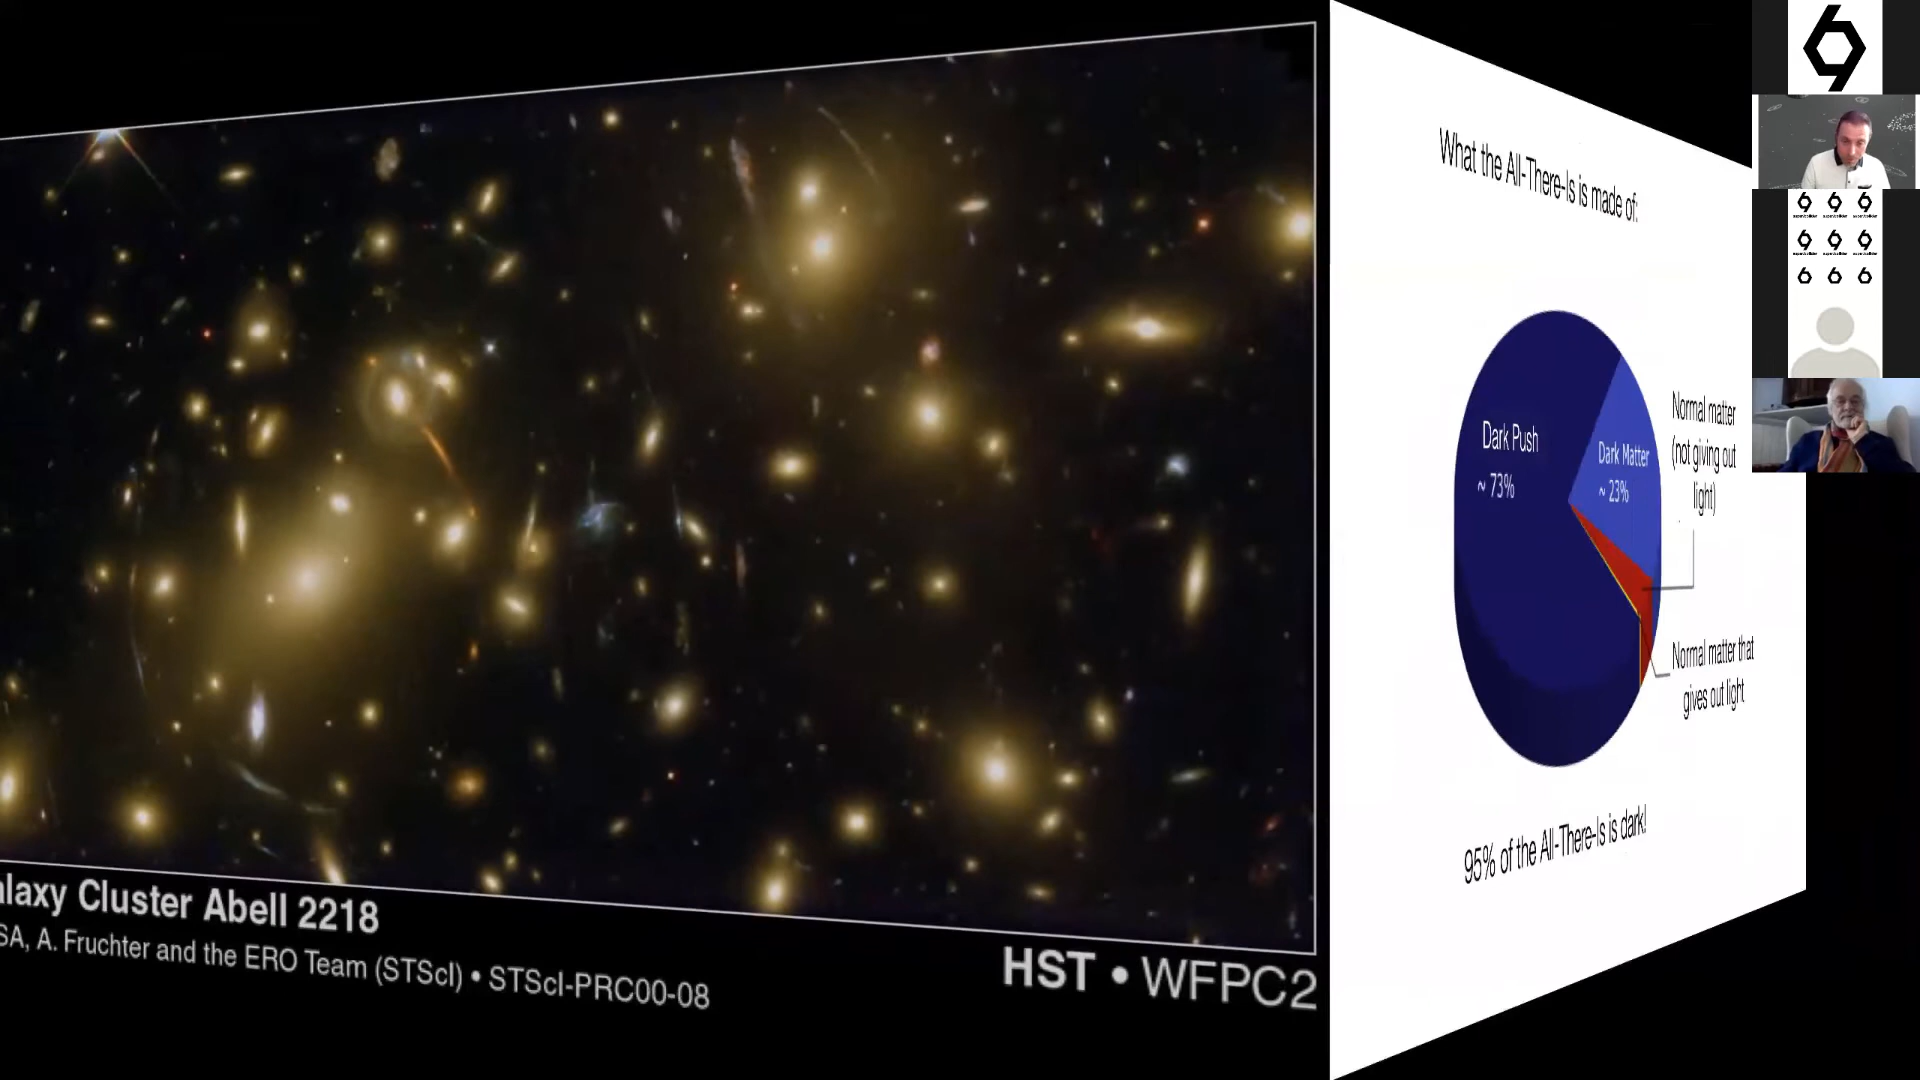 alaxy Cluster Abell 2218
SA, A. Fruchter and the ERO Team (STScI) • STScI-PRC00-08
HST • WFPC2
What the All-There-Is is made of:
Dark Push
~ 73%
Dark Matter
~ 23%
Normal matter
(not giving out
light)
Normal matter that
gives out light
95% of the All-There-Is is dark!